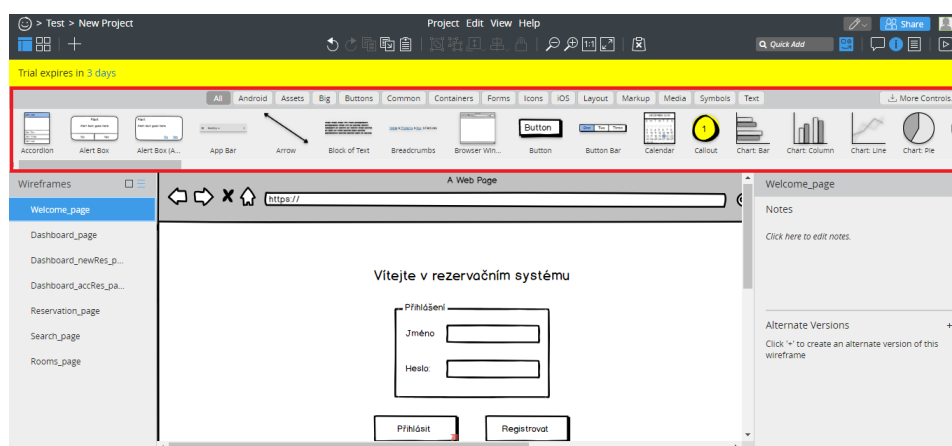 > Test > New Project
Project Edit View Help
Share
1:1
Quick Add
Trial expires in 3 days
All Android Assets Big Buttons Common Containers Forms Icons iOS Layout Markup Media Symbols Text
More Controls
Button
1
Accordion Alert Box Alert Box (A... App Bar Arrow Block of Text Breadcrumbs Browser Win... Button Button Bar Calendar Callout Chart: Bar Chart: Column Chart: Line Chart: Pie
Wireframes
Welcome_page
Dashboard_page
Dashboard_newRes_p...
Dashboard_accRes_pa...
Reservation_page
Search_page
Rooms_page
A Web Page
https://
Vítejte v rezervačním systému
Přihlášení
Jméno
Heslo:
Přihlásit
Registrovat
Welcome_page
Notes
Click here to edit notes.
Alternate Versions
Click '+' to create an alternate version of this
wireframe